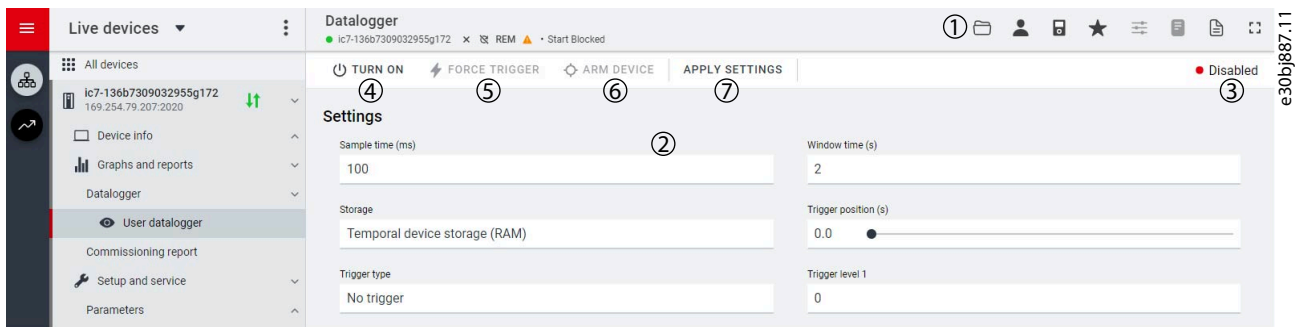 Live devices
All devices
ic7-136b7309032955g172
169.254.79.207:2020
Device info
Graphs and reports
Datalogger
User datalogger
Commissioning report
Setup and service
Parameters
Datalogger
ic7-136b7309032955g172 REM • Start Blocked
1
TURN ON FORCE TRIGGER ARM DEVICE APPLY SETTINGS Disabled
4 5 6 7 3
Settings
2
Sample time (ms) Window time (s)
100 2
Storage Trigger position (s)
Temporal device storage (RAM) 0.0
Trigger type Trigger level 1
No trigger 0
e30bj887.11